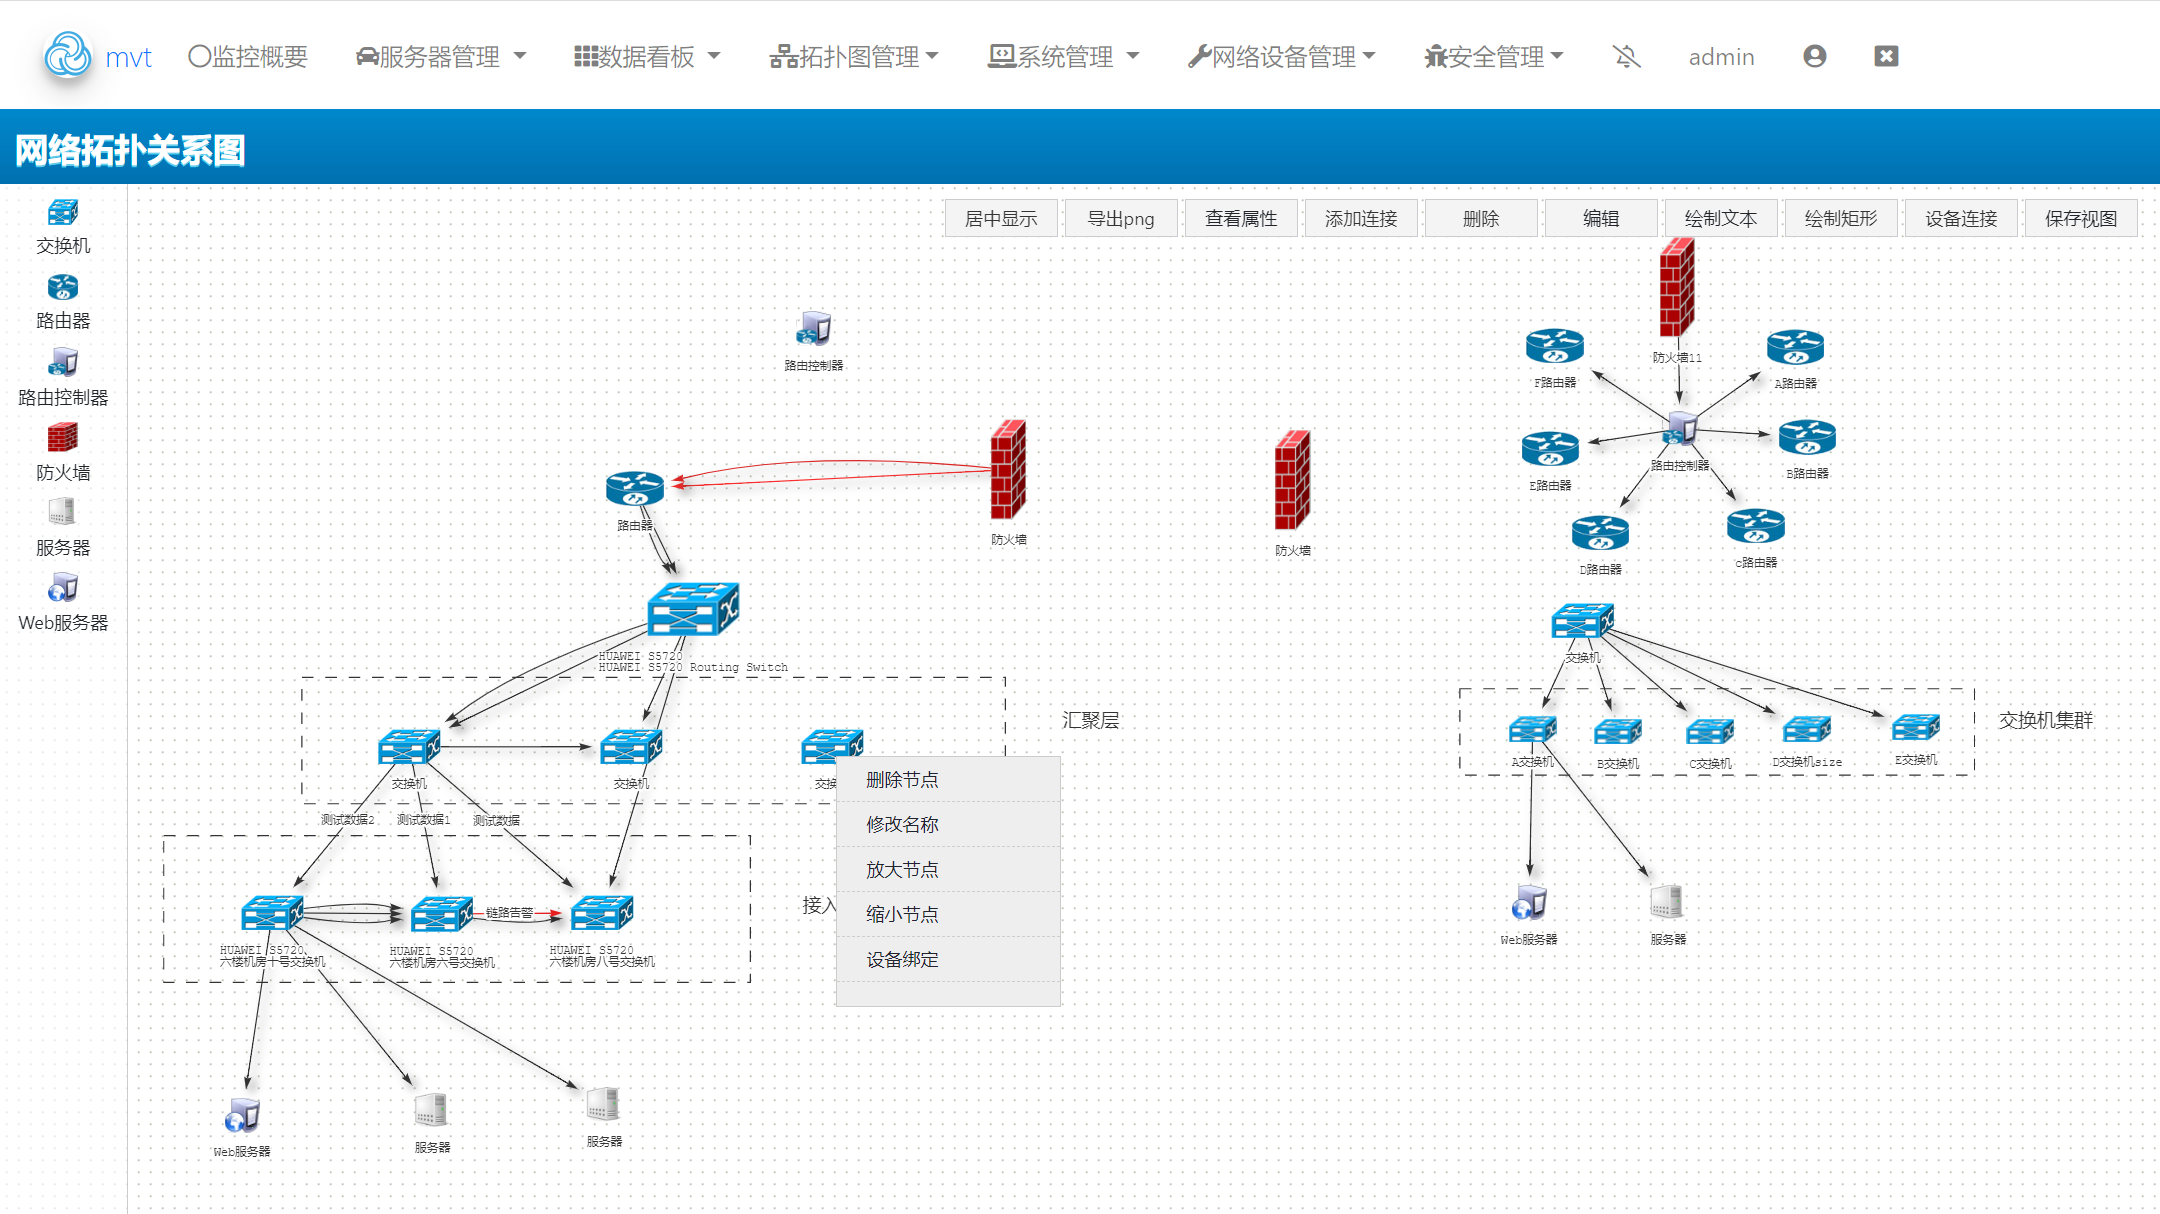 mvt
监控概要
服务器管理
数据看板
拓扑图管理
系统管理
网络设备管理
安全管理
admin
网络拓扑关系图
居中显示
导出png
查看属性
添加连接
删除
编辑
绘制文本
绘制矩形
设备连接
保存视图
交换机
路由器
路由控制器
防火墙
服务器
Web服务器
路由控制器
防火墙11
F路由器
A路由器
路由控制器
B路由器
E路由器
路由器
防火墙
防火墙
D路由器
C路由器
HUAWEI S5720
HUAWEI S5720 Routing Switch
交换机
汇聚层
交换机集群
交换机
交换机
交换
A交换机
B交换机
C交换机
D交换机size
E交换机
测试数据2
测试数据1
测试数据
删除节点
修改名称
放大节点
缩小节点
设备绑定
接入
链路告警
HUAWEI S5720
六楼机房十号交换机
HUAWEI S5720
六楼机房六号交换机
HUAWEI S5720
六楼机房八号交换机
Web服务器
服务器
Web服务器
服务器
服务器